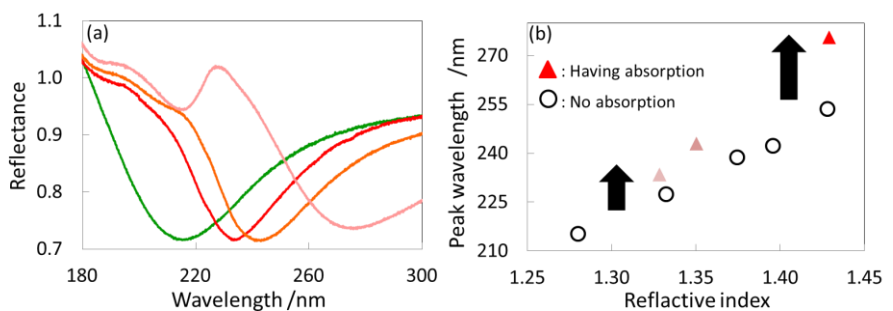 (a)
1.1
1.0
0.9
0.8
0.7
Reflectance
180
220
260
300
Wavelength /nm
(b)
270
255
240
225
210
Peak wavelength /nm
: Having absorption
: No absorption
1.25
1.30
1.35
1.40
1.45
Reflactive index